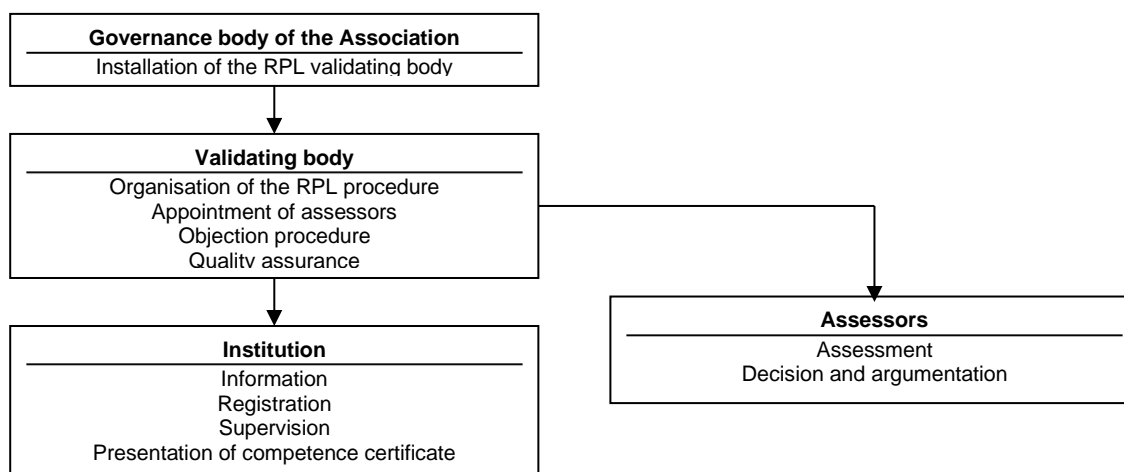 Governance body of the Association
Installation of the RPL validating body
Validating body
Organisation of the RPL procedure
Appointment of assessors
Objection procedure
Quality assurance
Institution
Information
Registration
Supervision
Presentation of competence certificate
Assessors
Assessment
Decision and argumentation